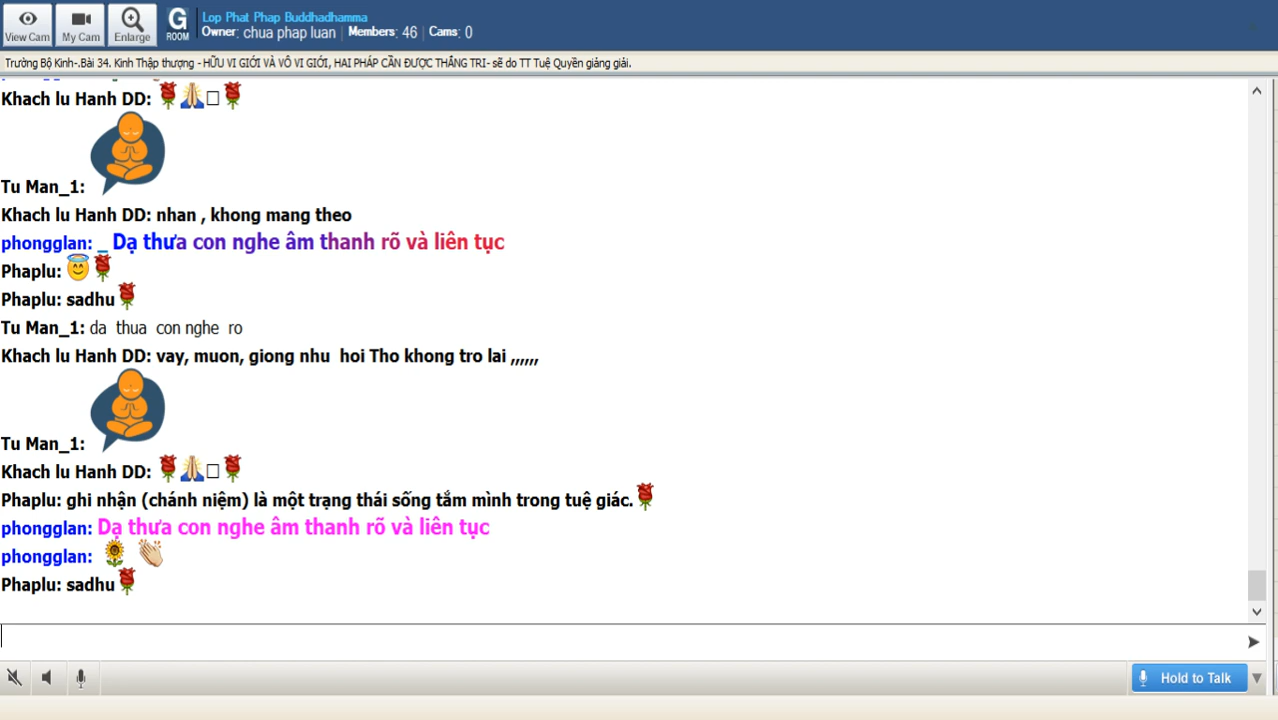 Lop Phat Phap Buddhadhamma
Owner: chua phap luan | Members: 46 | Cams: 0
View Cam
My Cam
Enlarge
G
ROOM
Trường Bộ Kinh-.Bài 34. Kinh Thập thượng - HỮU VI GIỚI VÀ VÔ VI GIỚI, HAI PHÁP CẦN ĐƯỢC THẮNG TRI- sẽ do TT Tuệ Quyền giảng giải.
Khach lu Hanh DD:
Tu Man_1:
Khach lu Hanh DD: nhan , khong mang theo
phongglan: _ Dạ thưa con nghe âm thanh rõ và liên tục
Phaplu:
Phaplu: sadhu
Tu Man_1: da thua con nghe ro
Khach lu Hanh DD: vay, muon, giong nhu hoi Tho khong tro lai ,,,,,,
Tu Man_1:
Khach lu Hanh DD:
Phaplu: ghi nhận (chánh niệm) là một trạng thái sống tắm mình trong tuệ giác.
phongglan: Dạ thưa con nghe âm thanh rõ và liên tục
phongglan:
Phaplu: sadhu
Hold to Talk